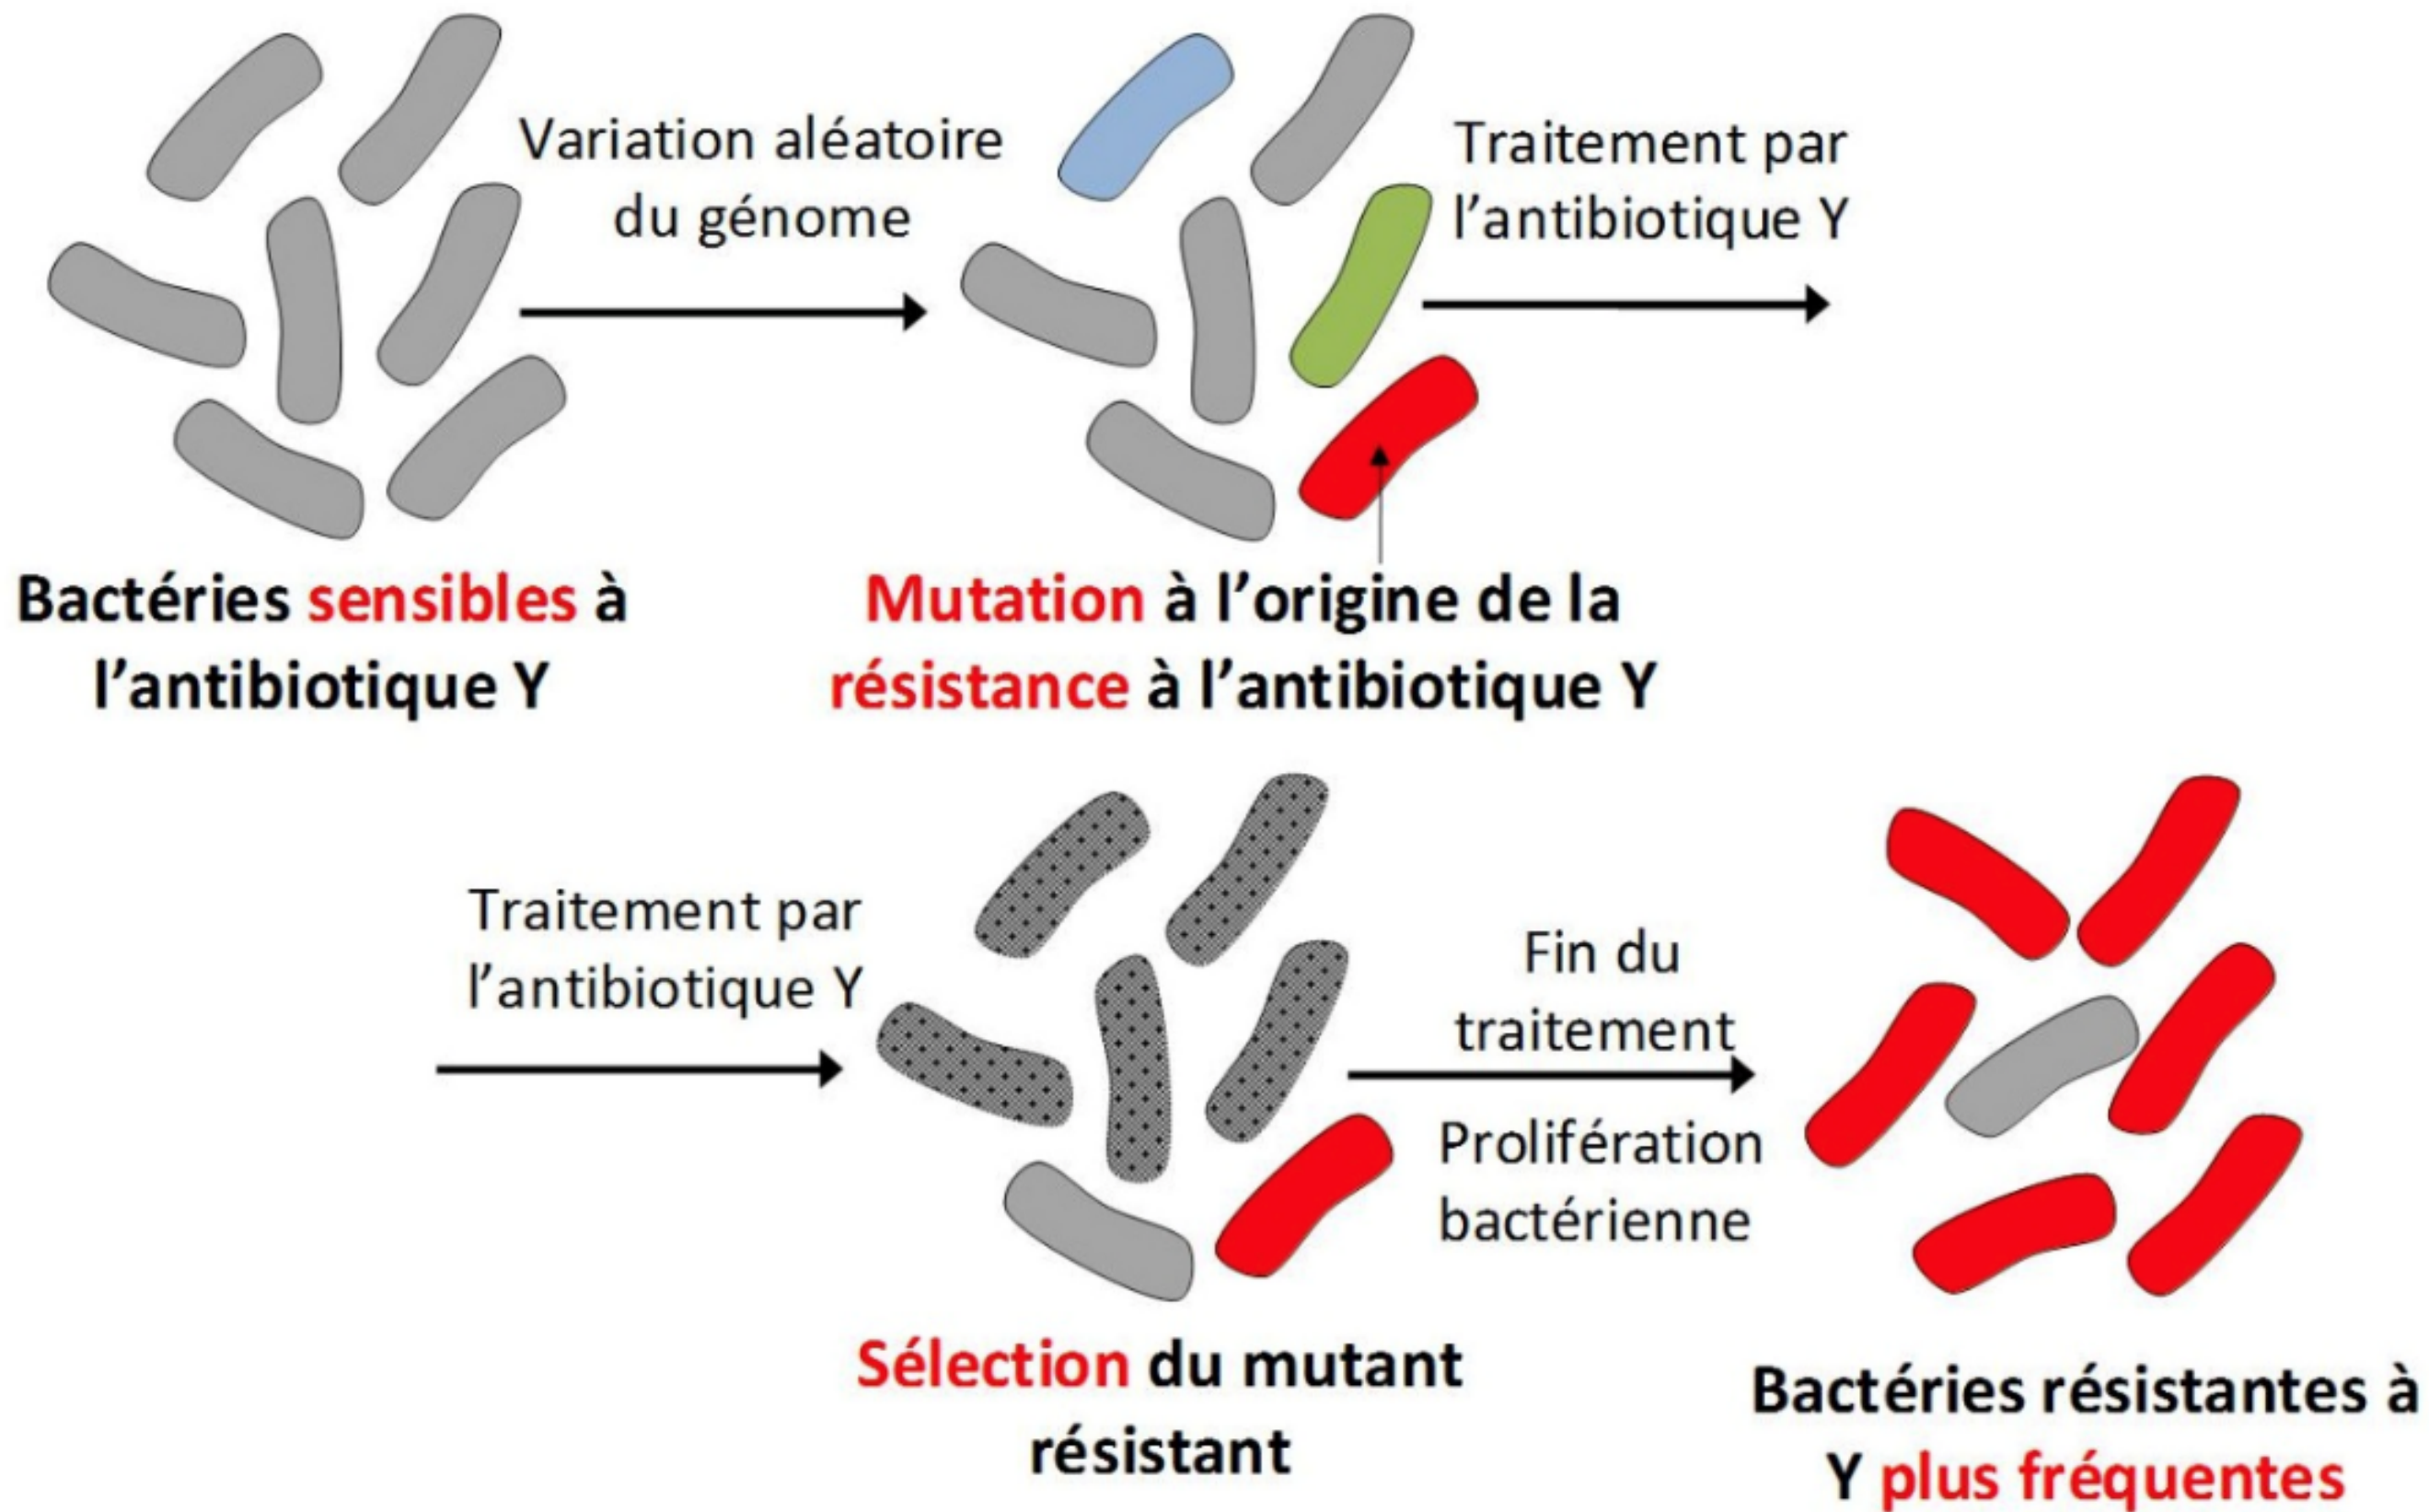 Variation aléatoire
du génome
Traitement par
l’antibiotique Y
Bactéries sensibles à
l’antibiotique Y
Mutation à l’origine de la
résistance à l’antibiotique Y
Traitement par
l’antibiotique Y
Fin du
traitement
Prolifération
bactérienne
Sélection du mutant
résistant
Bactéries résistantes à
Y plus fréquentes